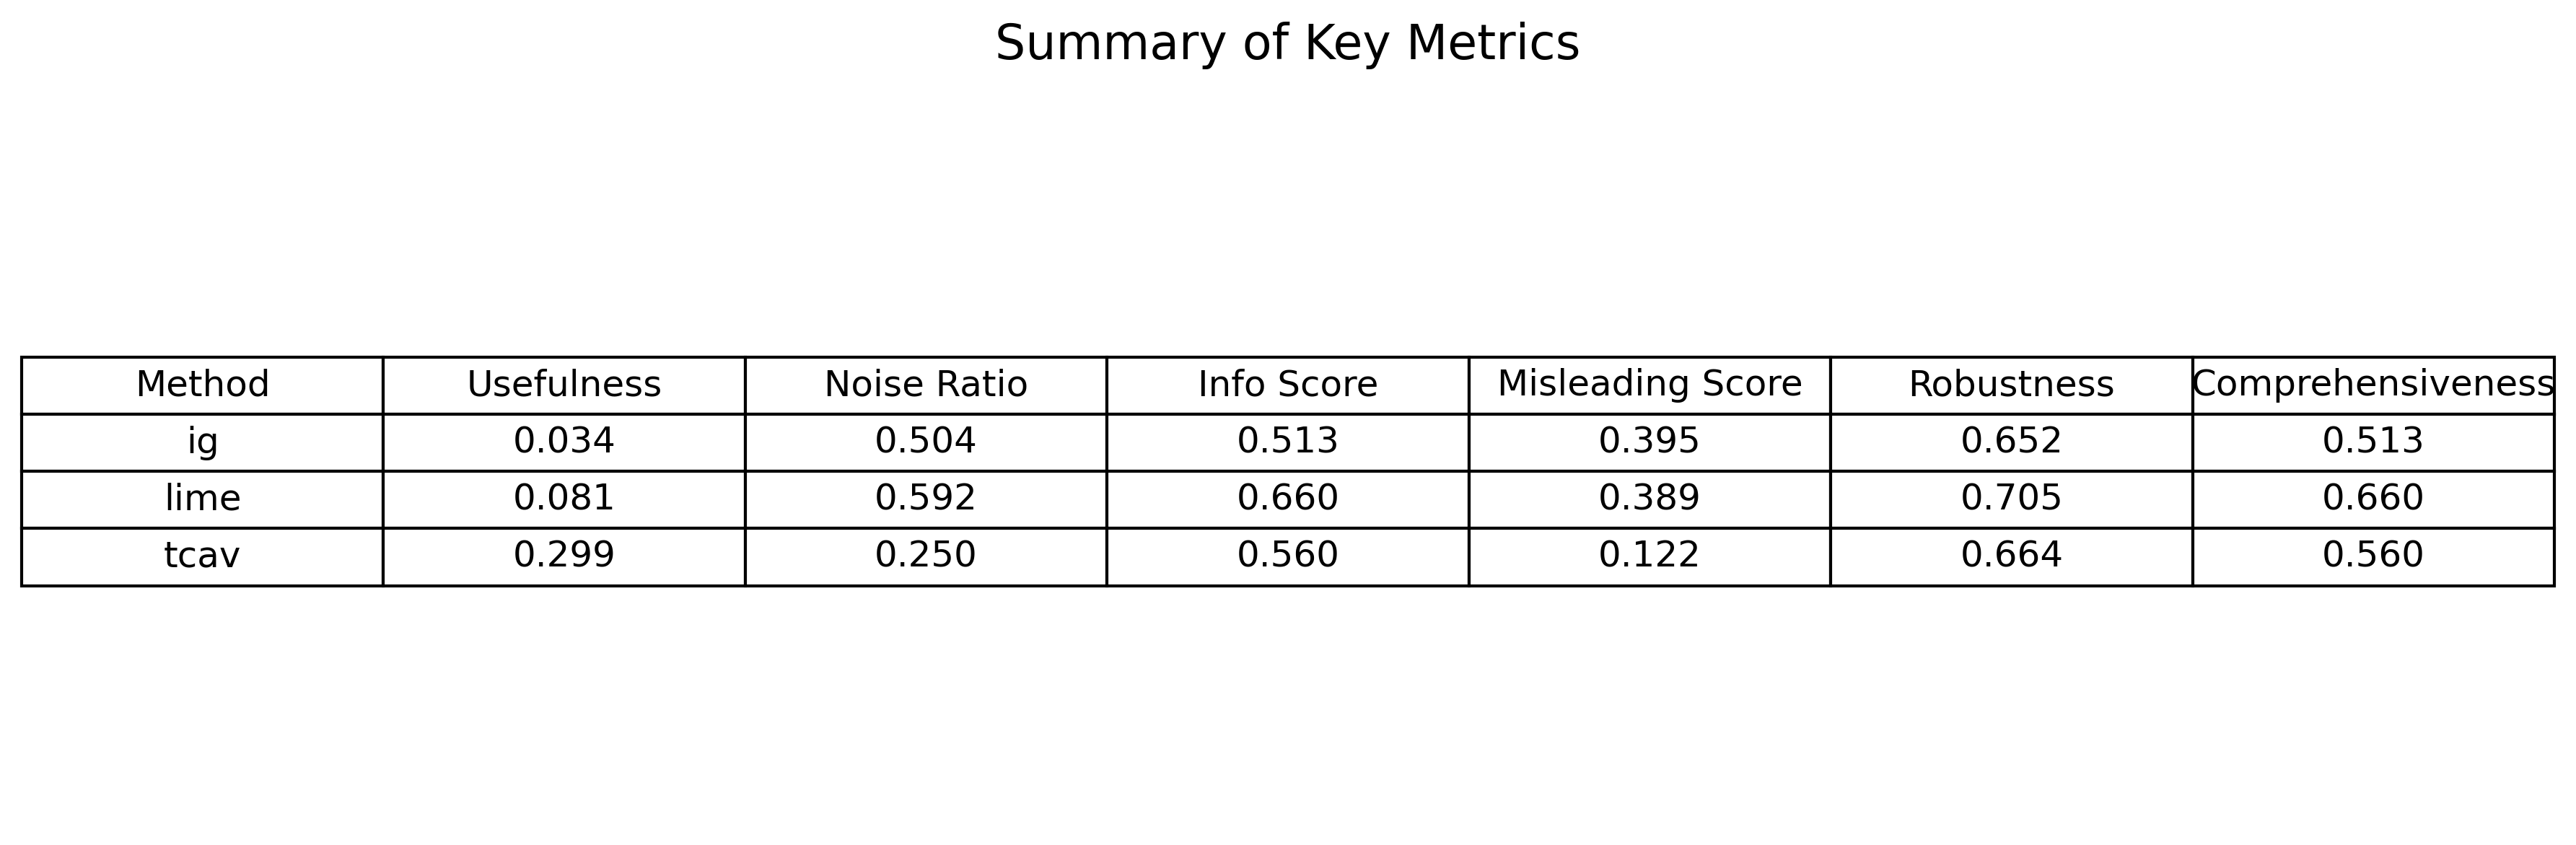 Summary of Key Metrics
Method Usefulness Noise Ratio Info Score Misleading Score Robustness Comprehensiveness
ig 0.034 0.504 0.513 0.395 0.652 0.513
lime 0.081 0.592 0.660 0.389 0.705 0.660
tcav 0.299 0.250 0.560 0.122 0.664 0.560